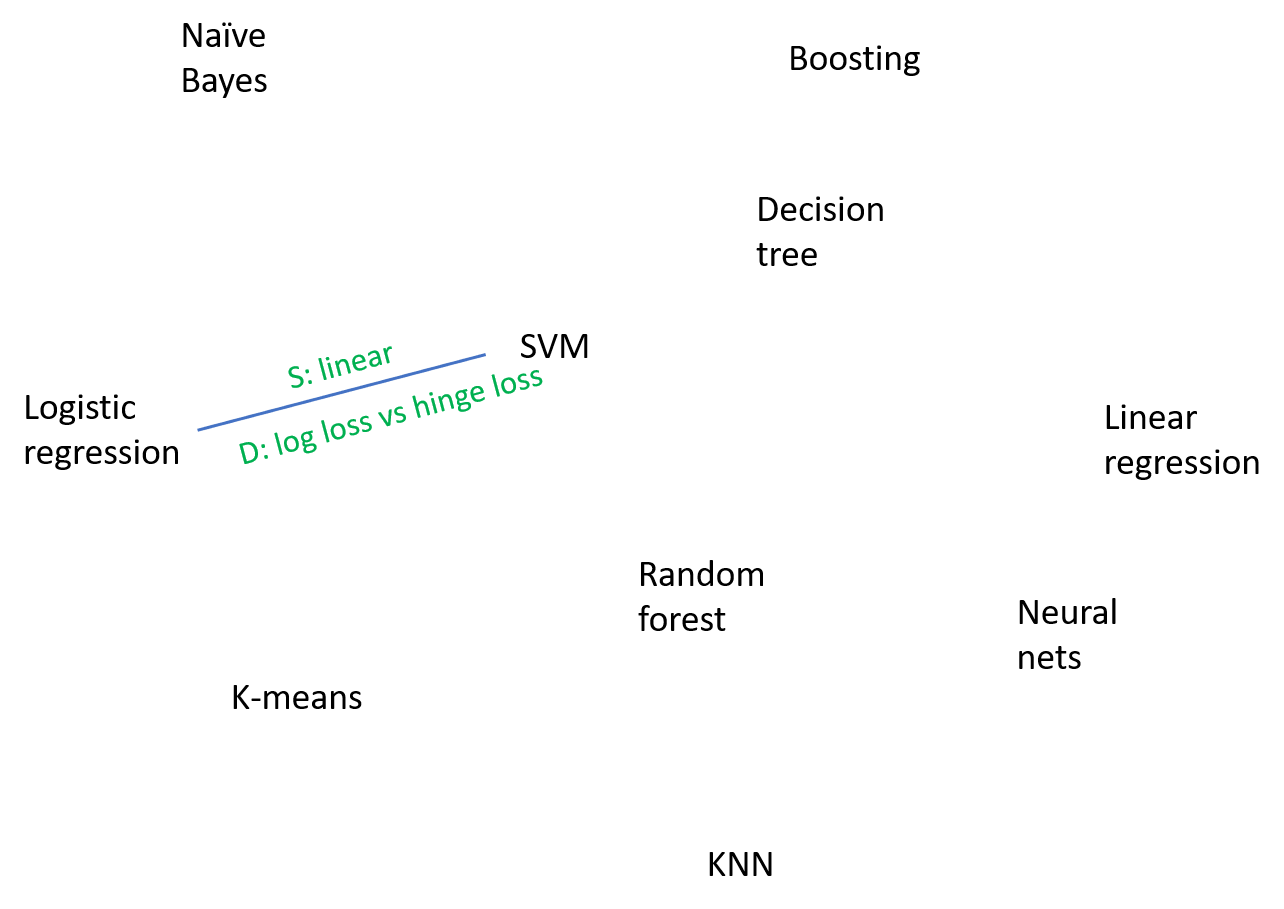 Naïve
Bayes
Boosting
Decision
tree
SVM
S: linear
D: log loss vs hinge loss
Logistic
regression
Linear
regression
Random
forest
Neural
nets
K-means
KNN